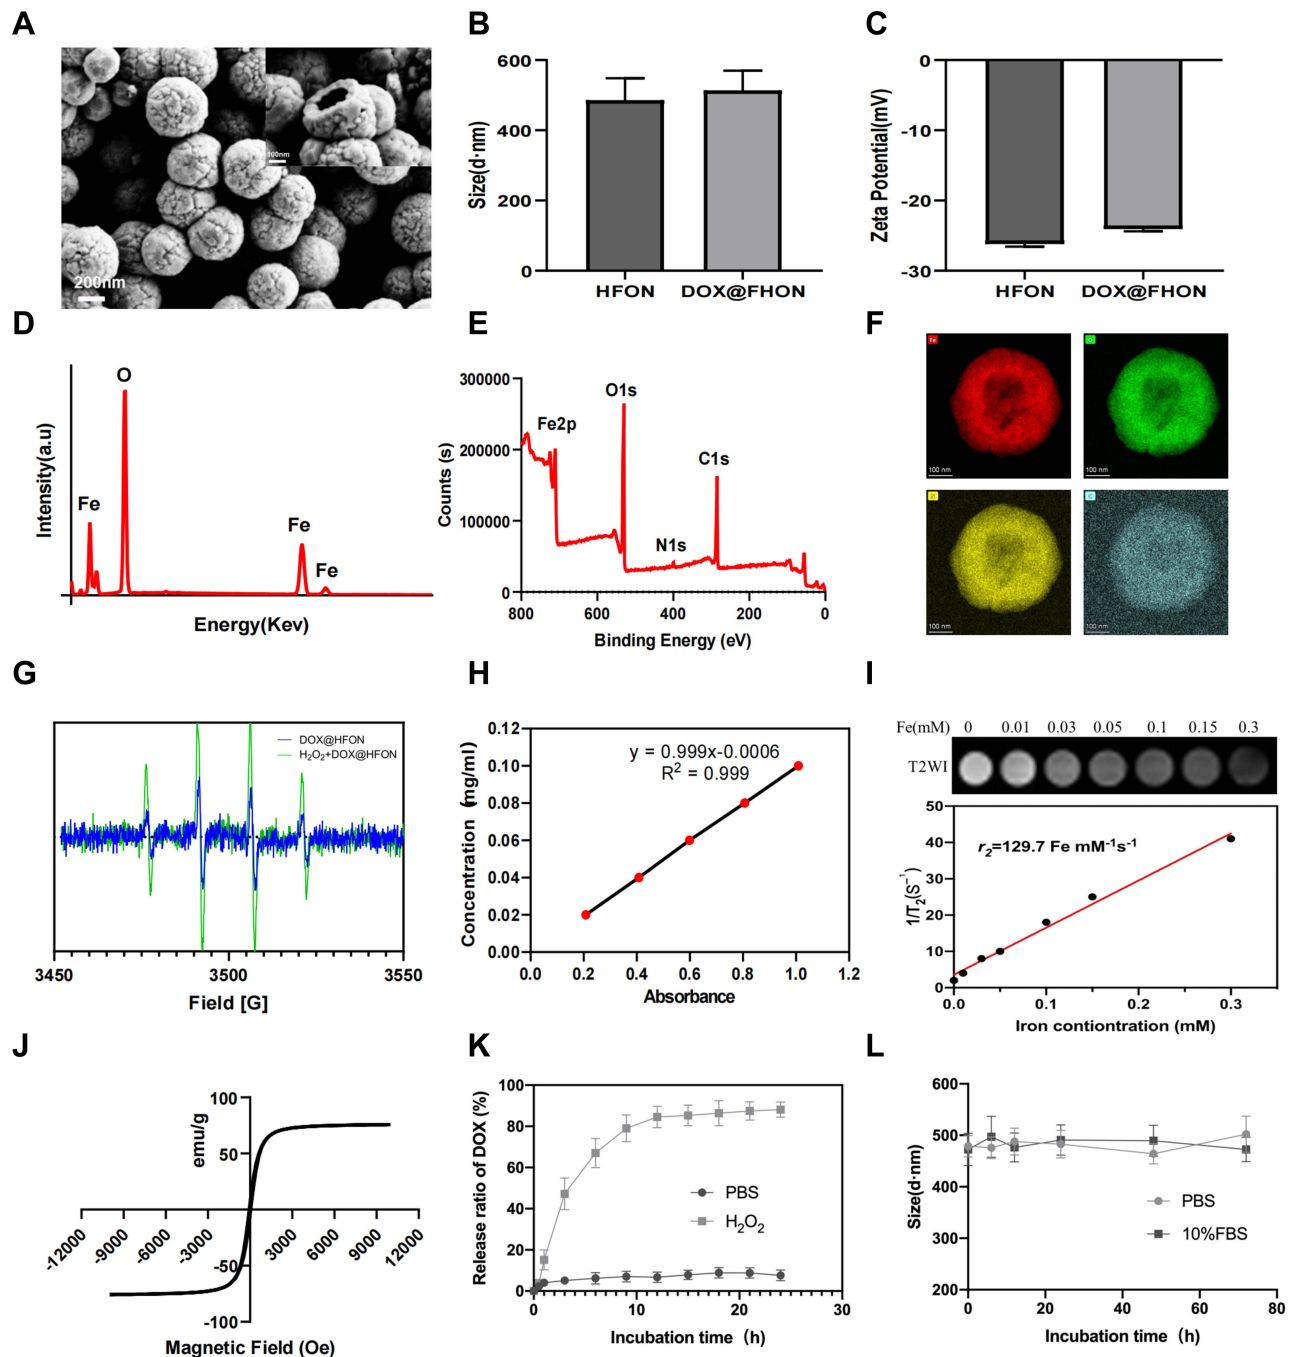 A
200nm
100nm
B
600
400
200
0
Size(d·nm)
HFON
DOX@FHON
C
0
-10
-20
-30
Zeta Potential(mV)
HFON
DOX@FHON
D
Intensity(a.u)
Fe
O
Fe
Fe
Energy(Kev)
E
300000
200000
100000
0
Counts (s)
Fe2p
O1s
N1s
C1s
800
600
400
200
0
Binding Energy (eV)
F
Fe
100 nm
100 nm
100 nm
100 nm
G
DOX@HFON
H₂O₂+DOX@HFON
3450
3500
3550
Field [G]
H
0.12
0.10
0.08
0.06
0.04
0.02
0.00
Concentration (mg/ml)
y = 0.999x-0.0006
R² = 0.999
0.0
0.2
0.4
0.6
0.8
1.0
1.2
Absorbance
I
Fe(mM) 0 0.01 0.03 0.05 0.1 0.15 0.3
T2WI
50
40
30
20
10
0
1/T₂(S⁻¹)
r₂=129.7 Fe mM⁻¹s⁻¹
0.0
0.1
0.2
0.3
Iron contiontration (mM)
J
emu/g
100
50
-50
-100
-12000
-9000
-6000
-3000
3000
6000
9000
12000
Magnetic Field (Oe)
K
100
80
60
40
20
0
Release ratio of DOX (%)
PBS
H₂O₂
0
10
20
30
Incubation time（h）
L
600
500
400
300
200
Size(d·nm)
PBS
10%FBS
0
20
40
60
80
Incubation time（h）